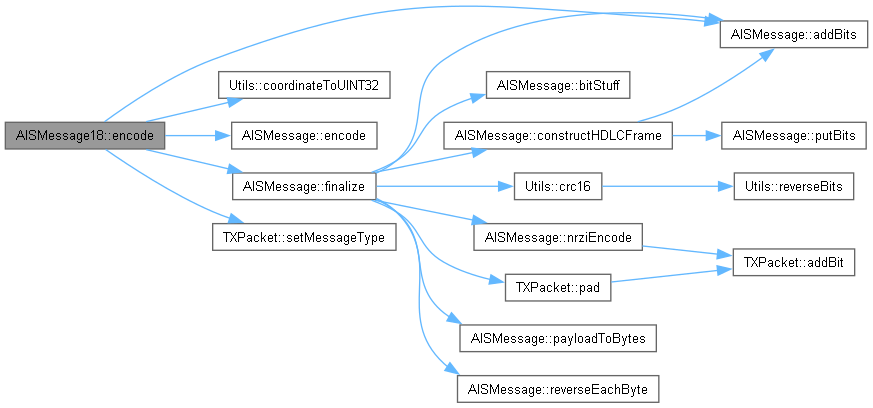 AISMessage::addBits
Utils::coordinateToUINT32
AISMessage::bitStuff
AISMessage18::encode
AISMessage::encode
AISMessage::constructHDLCFrame
AISMessage::putBits
AISMessage::finalize
Utils::crc16
Utils::reverseBits
TXPacket::setMessageType
AISMessage::nrziEncode
TXPacket::addBit
TXPacket::pad
AISMessage::payloadToBytes
AISMessage::reverseEachByte